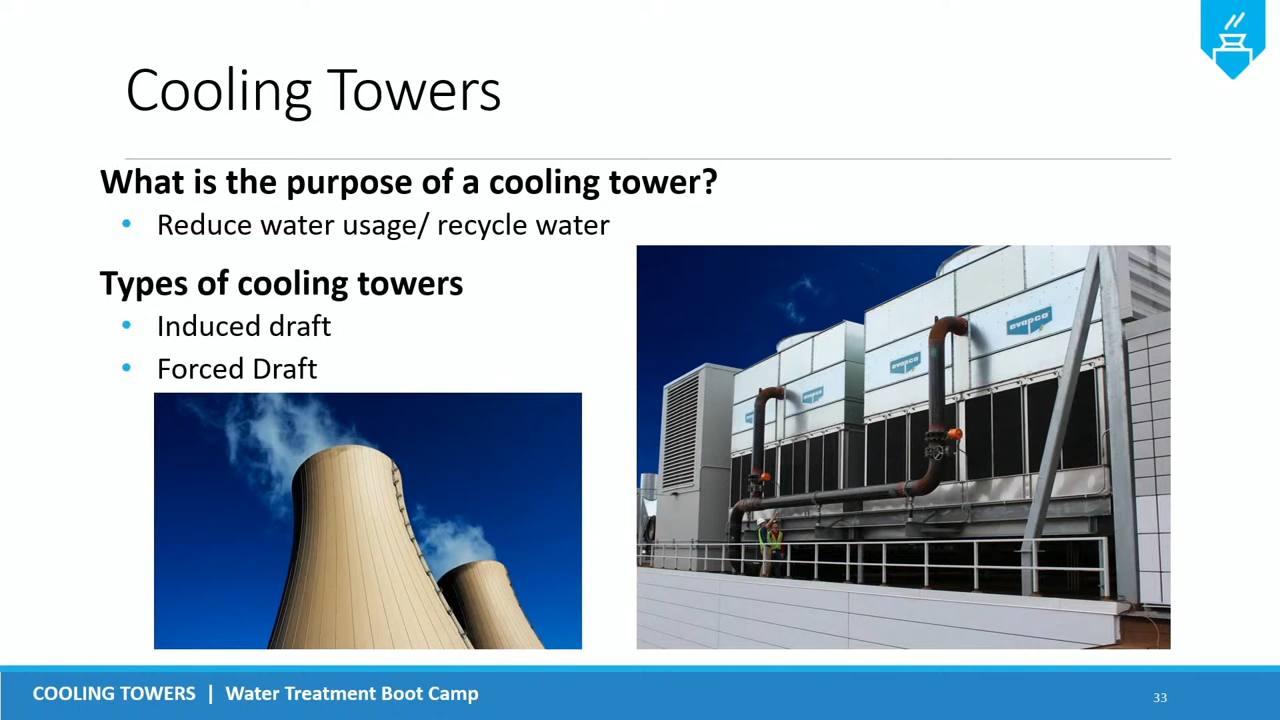 Cooling Towers
What is the purpose of a cooling tower?
• Reduce water usage/ recycle water
Types of cooling towers
• Induced draft
• Forced Draft
evapco
evapco
evapco
evapco
COOLING TOWERS | Water Treatment Boot Camp
33